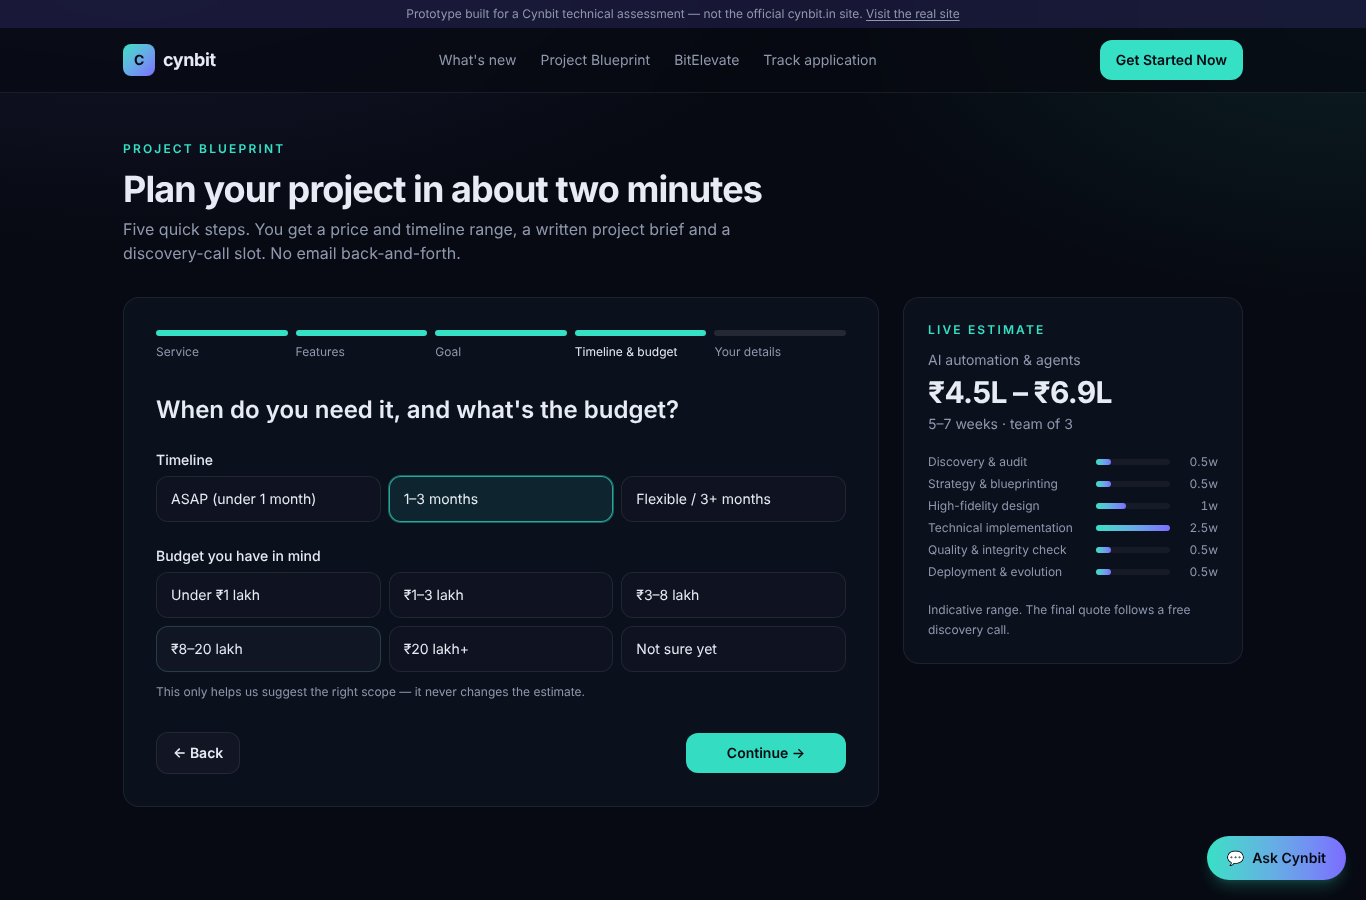 Prototype built for a Cynbit technical assessment — not the official cynbit.in site. Visit the real site
C cynbit
What's new
Project Blueprint
BitElevate
Track application
Get Started Now
PROJECT BLUEPRINT
Plan your project in about two minutes
Five quick steps. You get a price and timeline range, a written project brief and a
discovery-call slot. No email back-and-forth.
Service
Features
Goal
Timeline & budget
Your details
When do you need it, and what's the budget?
Timeline
ASAP (under 1 month)
1–3 months
Flexible / 3+ months
Budget you have in mind
Under ₹1 lakh
₹1–3 lakh
₹3–8 lakh
₹8–20 lakh
₹20 lakh+
Not sure yet
This only helps us suggest the right scope — it never changes the estimate.
← Back
Continue →
LIVE ESTIMATE
AI automation & agents
₹4.5L – ₹6.9L
5–7 weeks · team of 3
Discovery & audit 0.5w
Strategy & blueprinting 0.5w
High-fidelity design 1w
Technical implementation 2.5w
Quality & integrity check 0.5w
Deployment & evolution 0.5w
Indicative range. The final quote follows a free
discovery call.
💬 Ask Cynbit